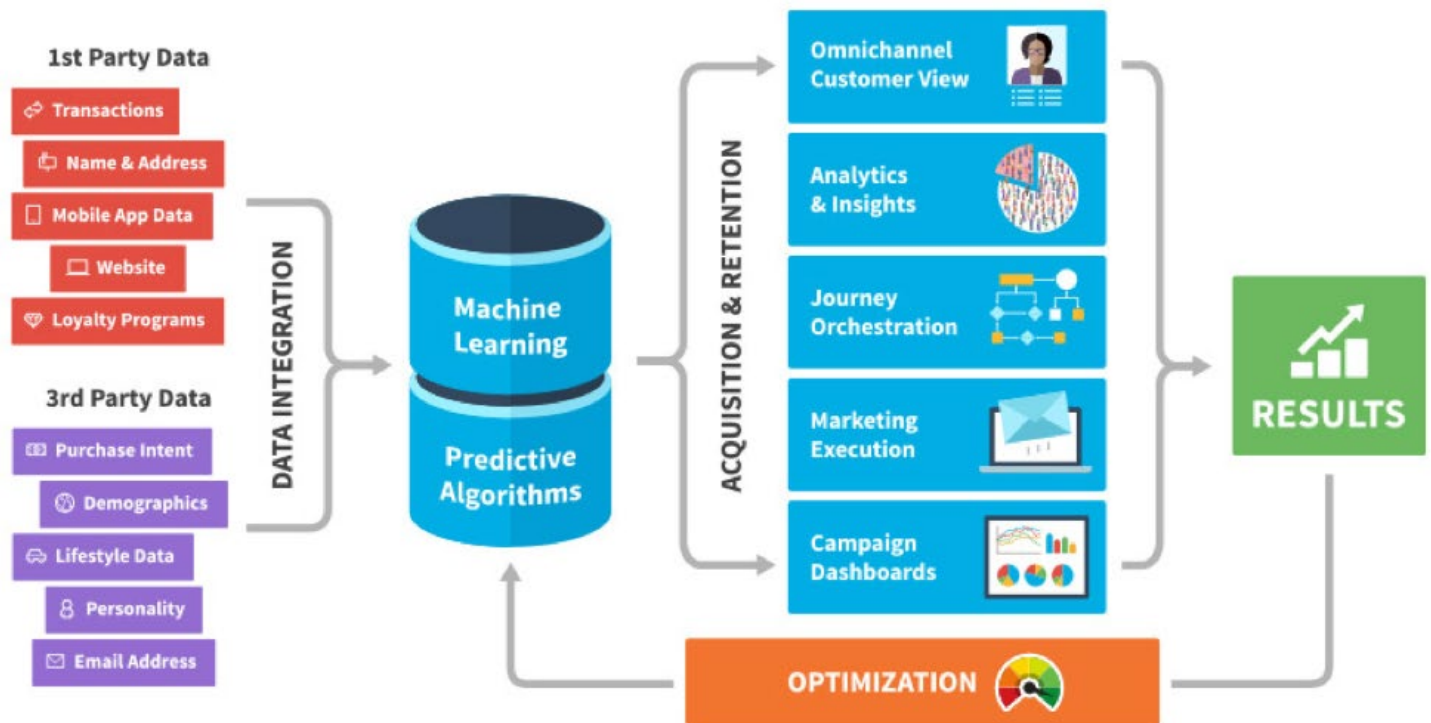 1st Party Data
Transactions
Name & Address
Mobile App Data
Website
Loyalty Programs
3rd Party Data
Purchase Intent
Demographics
Lifestyle Data
Personality
Email Address
DATA INTEGRATION
Machine
Learning
Predictive
Algorithms
ACQUISITION & RETENTION
Omnichannel
Customer View
Analytics
& Insights
Journey
Orchestration
Marketing
Execution
Campaign
Dashboards
RESULTS
OPTIMIZATION